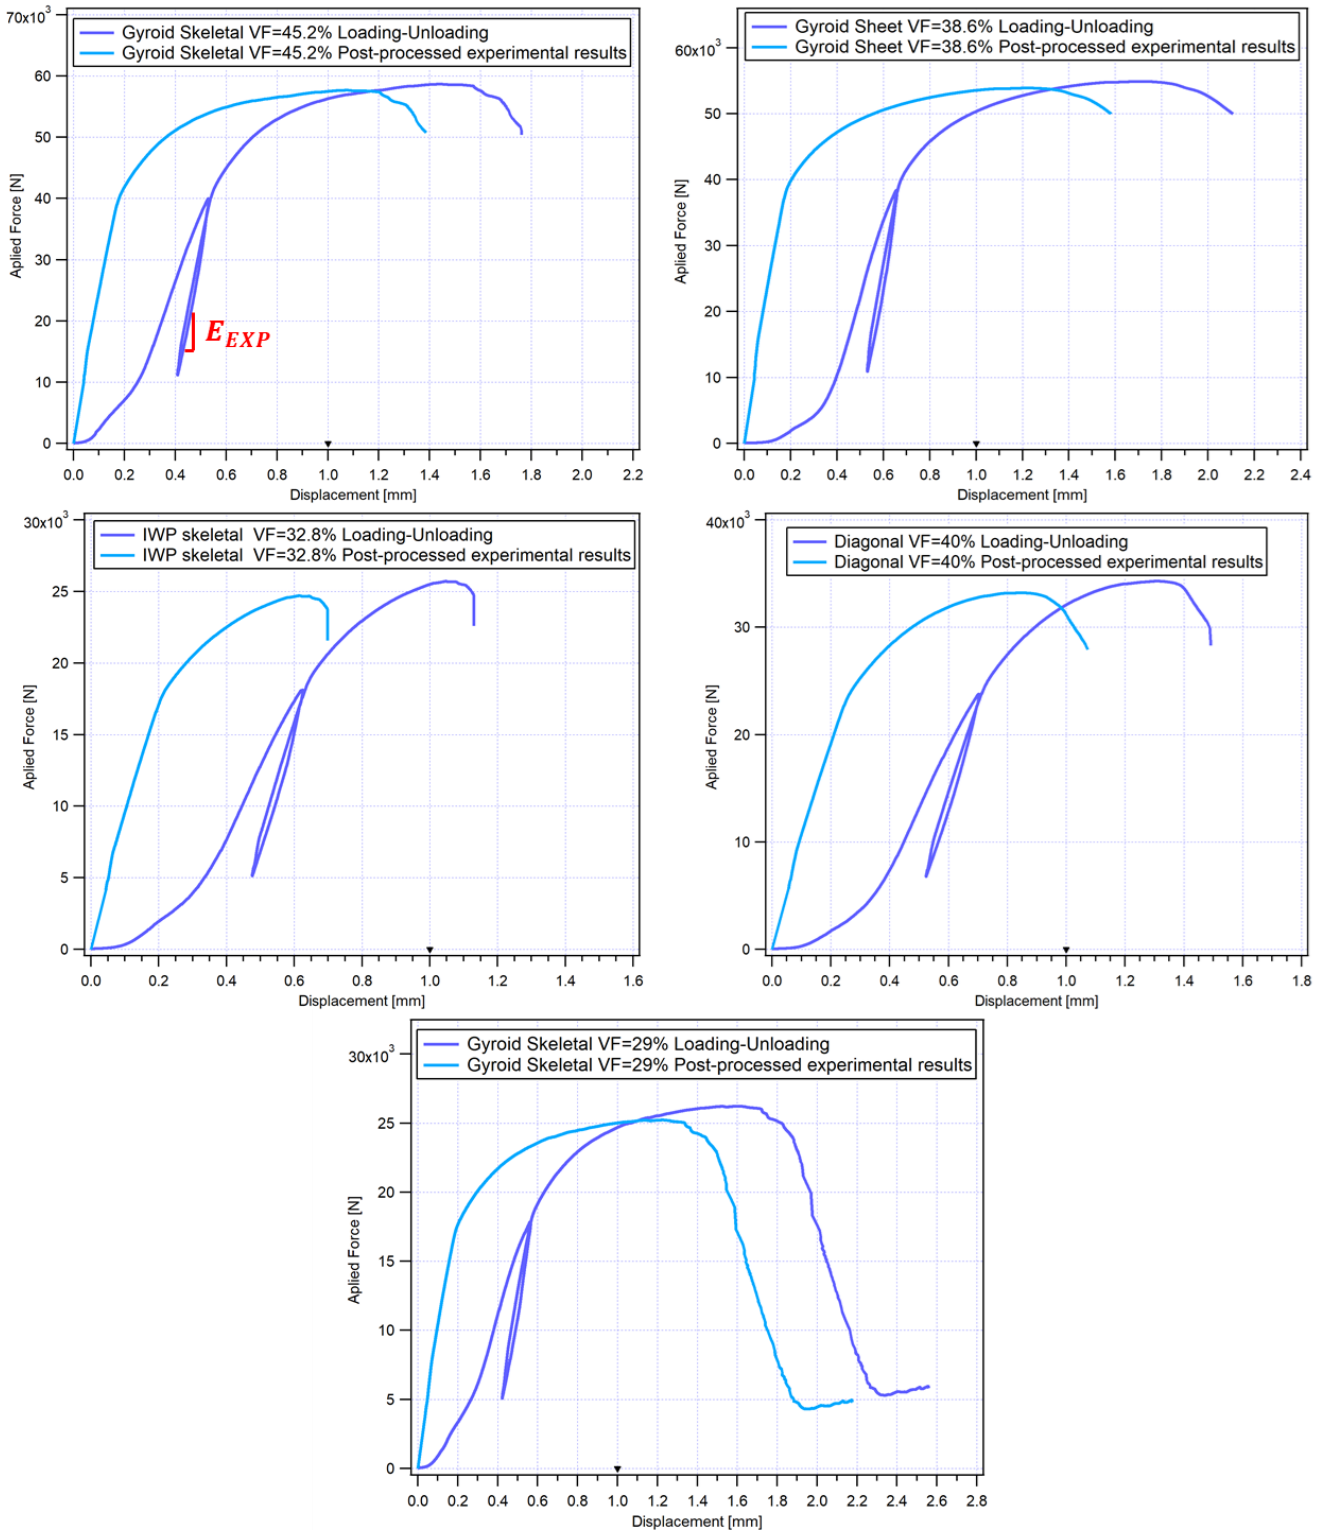 70x10³
Gyroid Skeletal VF=45.2% Loading-Unloading
Gyroid Skeletal VF=45.2% Post-processed experimental results
60
50
40
30
20
10
0
Aplied Force [N]
E_EXP
0.0 0.2 0.4 0.6 0.8 1.0 1.2 1.4 1.6 1.8 2.0 2.2
Displacement [mm]
Gyroid Sheet VF=38.6% Loading-Unloading
Gyroid Sheet VF=38.6% Post-processed experimental results
60x10³
50
40
30
20
10
0
Aplied Force [N]
0.0 0.2 0.4 0.6 0.8 1.0 1.2 1.4 1.6 1.8 2.0 2.2 2.4
Displacement [mm]
30x10³
IWP skeletal VF=32.8% Loading-Unloading
IWP skeletal VF=32.8% Post-processed experimental results
25
20
15
10
5
0
Aplied Force [N]
0.0 0.2 0.4 0.6 0.8 1.0 1.2 1.4 1.6
Displacement [mm]
40x10³
Diagonal VF=40% Loading-Unloading
Diagonal VF=40% Post-processed experimental results
30
20
10
0
Aplied Force [N]
0.0 0.2 0.4 0.6 0.8 1.0 1.2 1.4 1.6 1.8
Displacement [mm]
Gyroid Skeletal VF=29% Loading-Unloading
Gyroid Skeletal VF=29% Post-processed experimental results
30x10³
25
20
15
10
5
0
Aplied Force [N]
0.0 0.2 0.4 0.6 0.8 1.0 1.2 1.4 1.6 1.8 2.0 2.2 2.4 2.6 2.8
Displacement [mm]